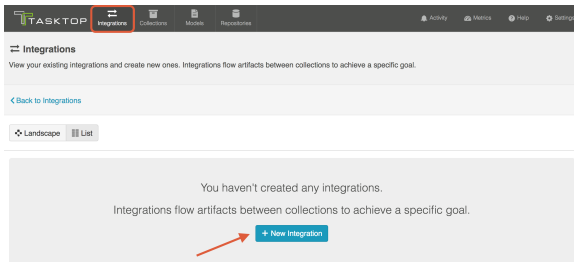 TASKTOP
Integrations
Collections
Models
Repositories
Activity
Metrics
Help
Settings
Integrations
View your existing integrations and create new ones. Integrations flow artifacts between collections to achieve a specific goal.
Back to Integrations
Landscape
List
You haven't created any integrations.
Integrations flow artifacts between collections to achieve a specific goal.
+ New Integration